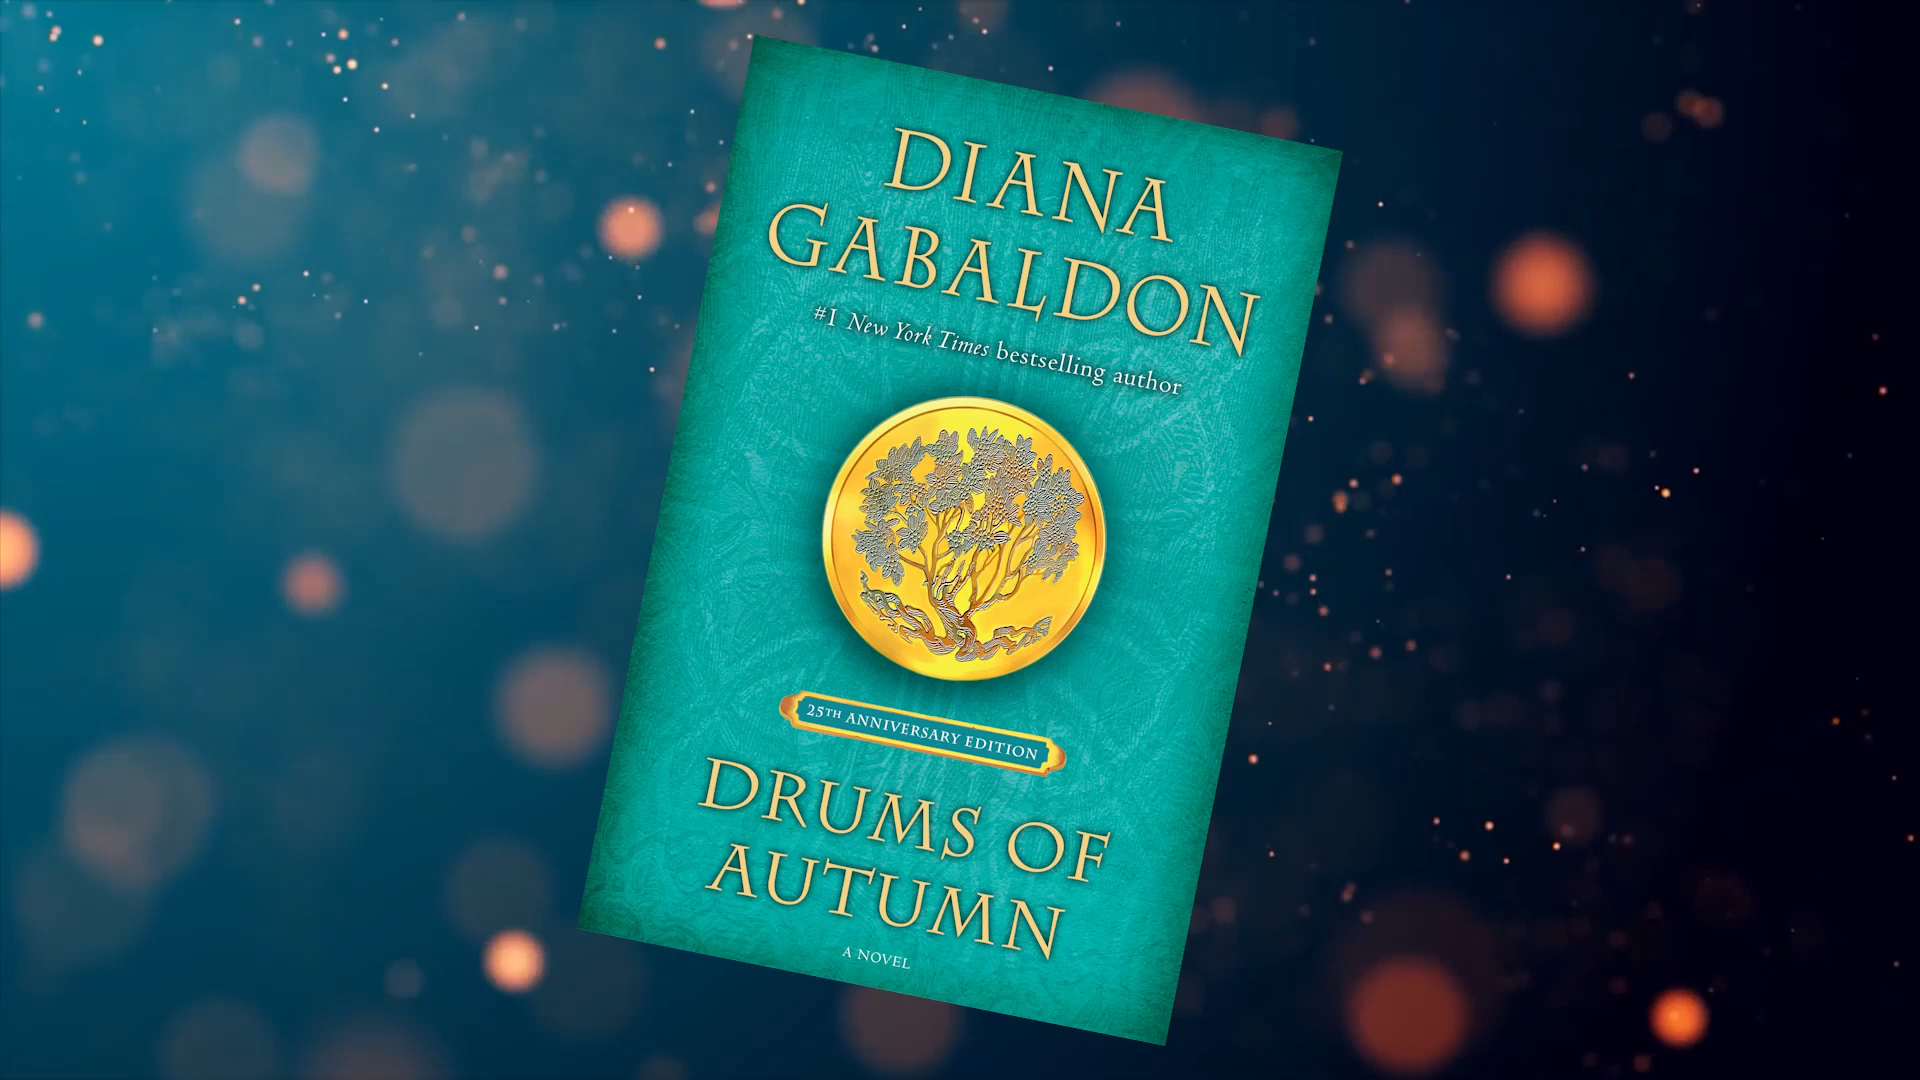 DIANA
GABALDON
#1 New York Times bestselling author
25TH ANNIVERSARY EDITION
DRUMS OF
AUTUMN
A NOVEL